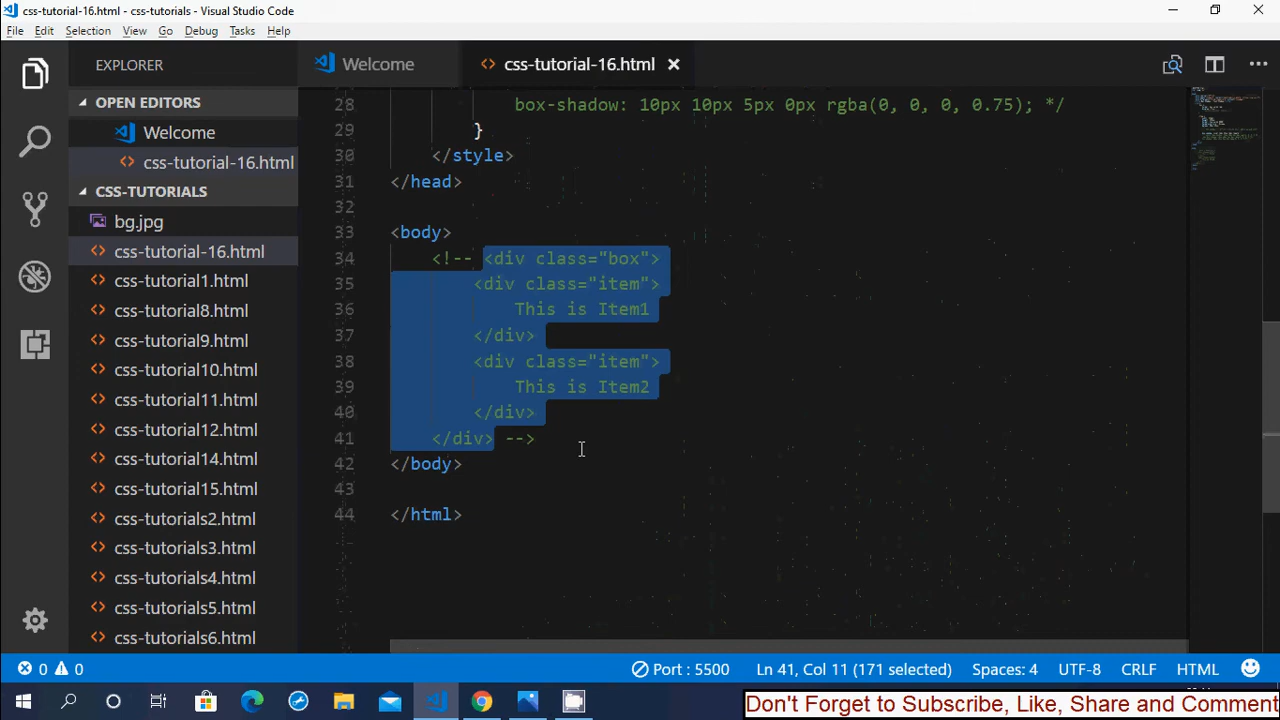 css-tutorial-16.html - css-tutorials - Visual Studio Code
File Edit Selection View Go Debug Tasks Help
EXPLORER
Welcome
css-tutorial-16.html
OPEN EDITORS
Welcome
css-tutorial-16.html
CSS-TUTORIALS
bg.jpg
css-tutorial-16.html
css-tutorial1.html
css-tutorial8.html
css-tutorial9.html
css-tutorial10.html
css-tutorial11.html
css-tutorial12.html
css-tutorial14.html
css-tutorial15.html
css-tutorials2.html
css-tutorials3.html
css-tutorials4.html
css-tutorials5.html
css-tutorials6.html
28 box-shadow: 10px 10px 5px 0px rgba(0, 0, 0, 0.75); */
29 }
30 </style>
31 </head>
32
33 <body>
34 <!-- <div class="box">
35 <div class="item">
36 This is Item1
37 </div>
38 <div class="item">
39 This is Item2
40 </div>
41 </div> -->
42 </body>
43
44 </html>
0 0 Port : 5500 Ln 41, Col 11 (171 selected) Spaces: 4 UTF-8 CRLF HTML
Don't Forget to Subscribe, Like, Share and Comment